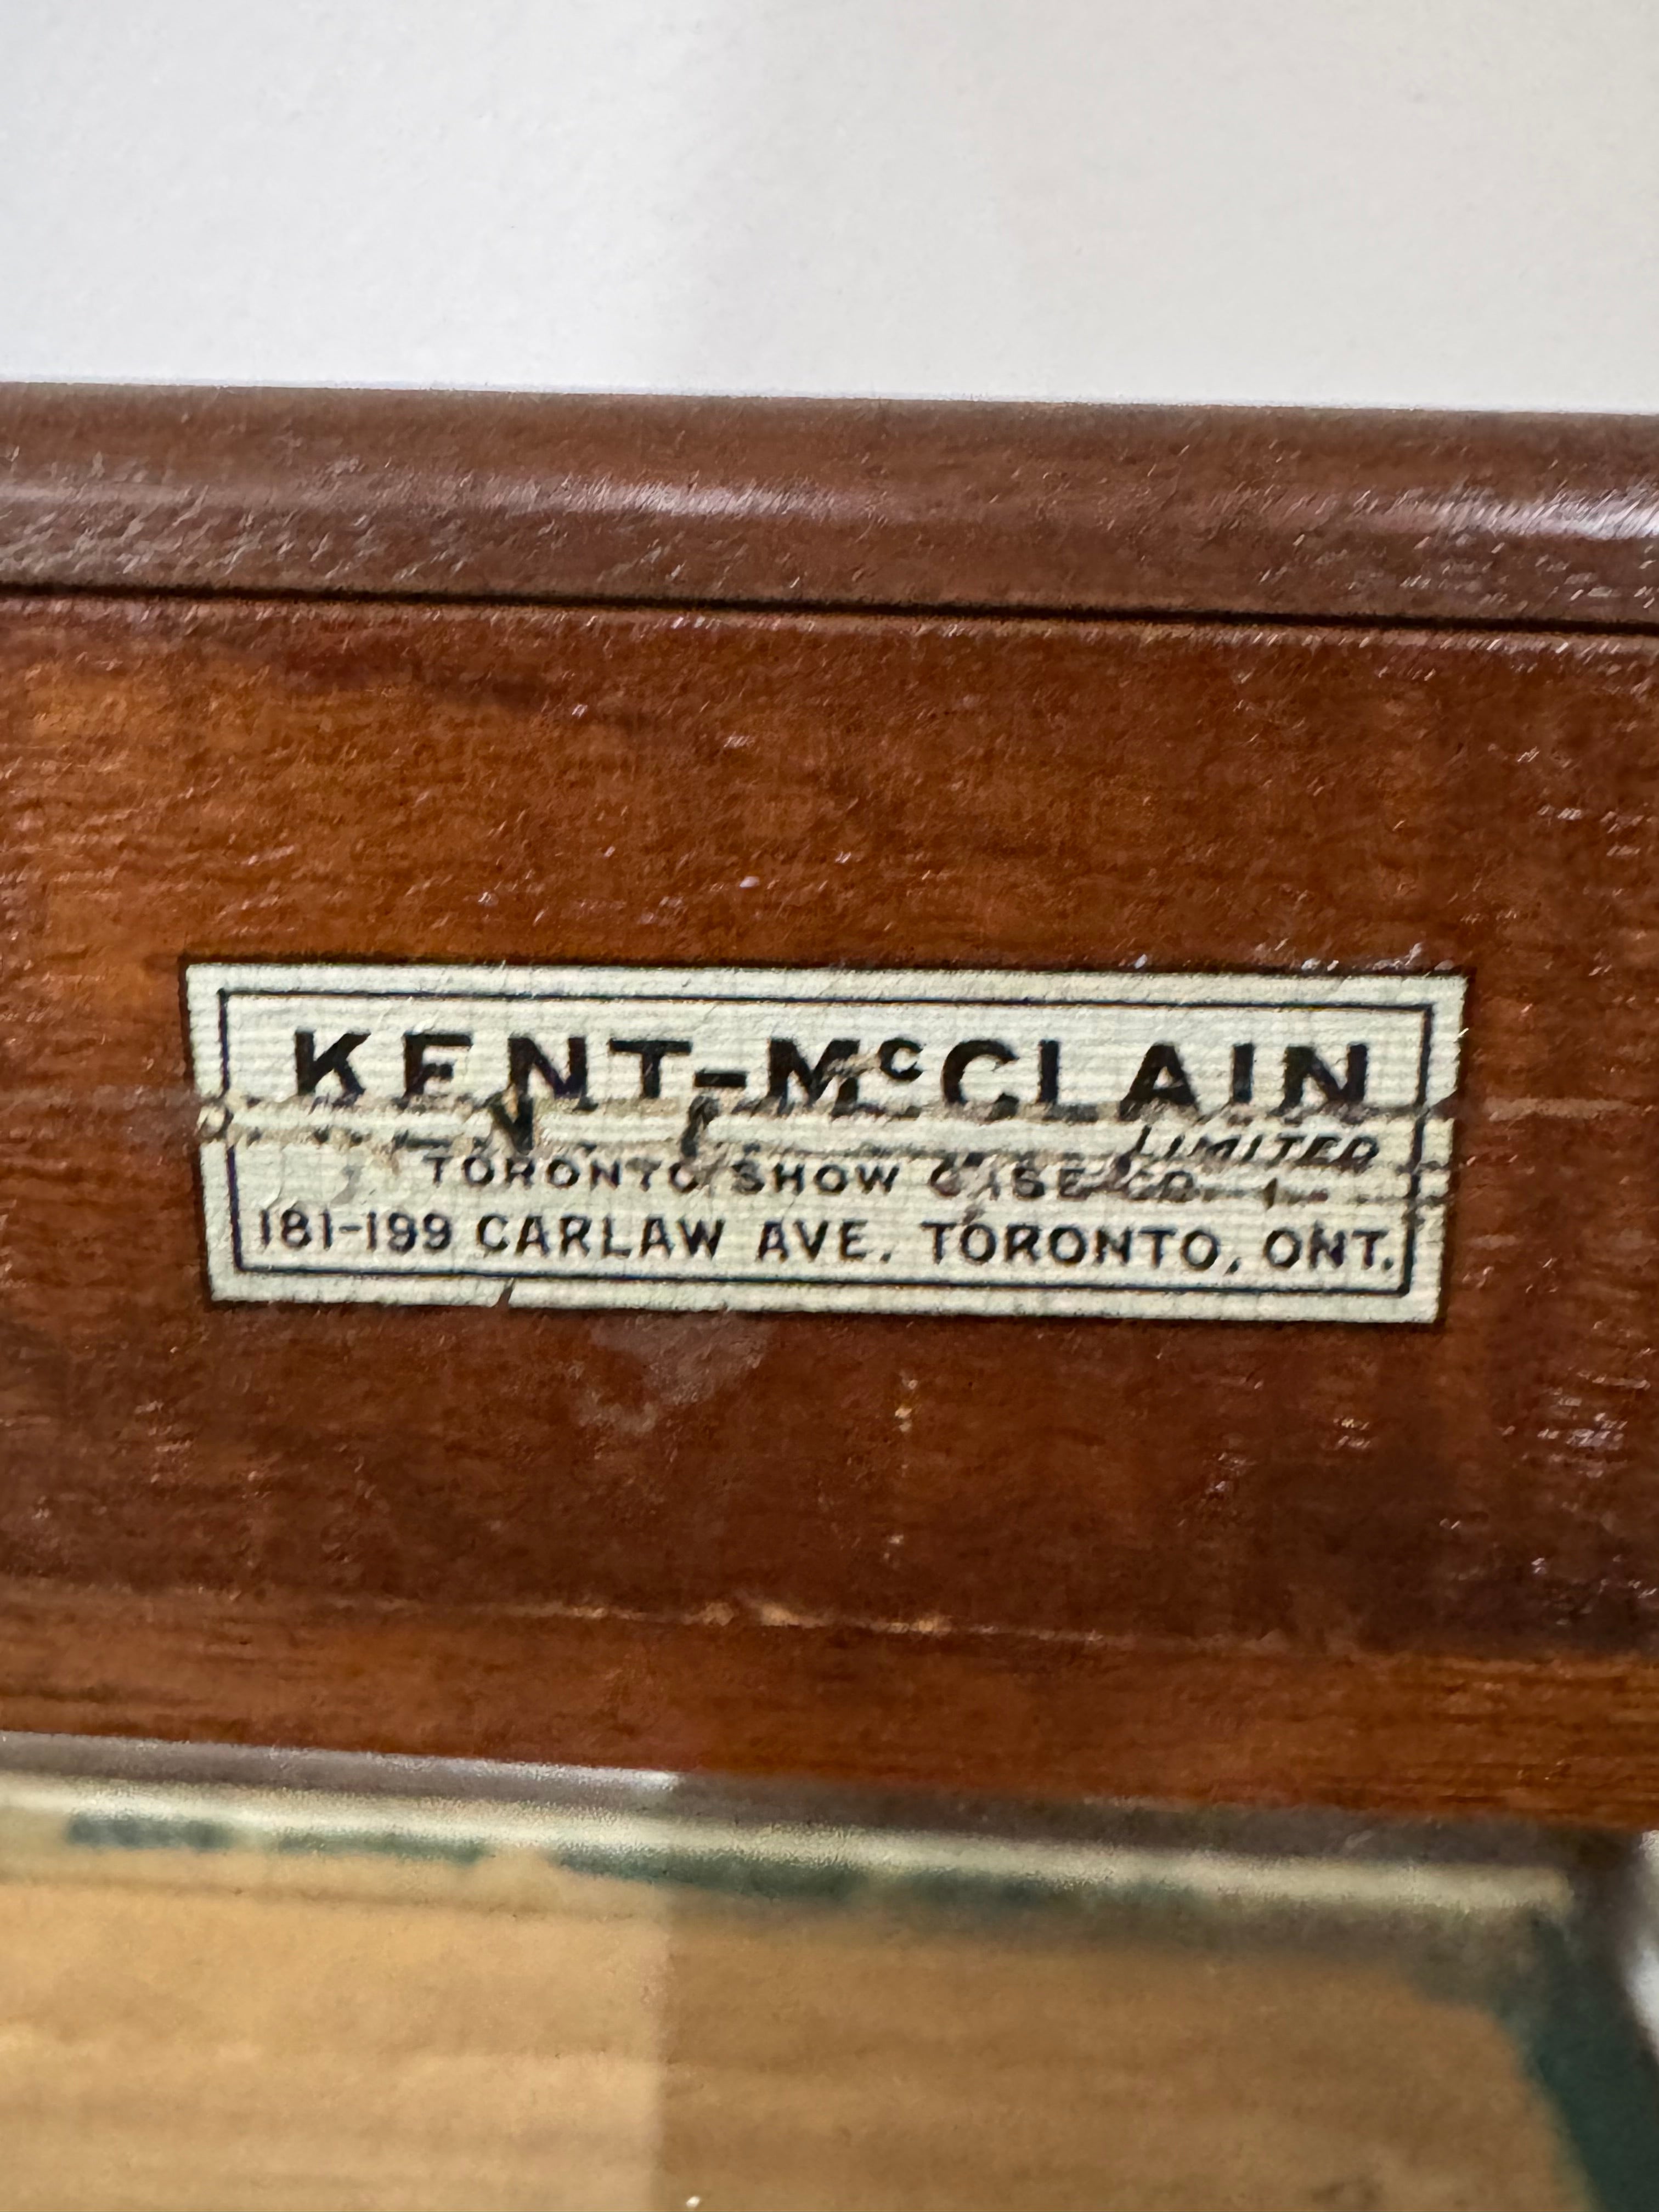 KENT-McCLAIN
LIMITED
TORONTO SHOW CASE CO.
181-199 CARLAW AVE. TORONTO, ONT.